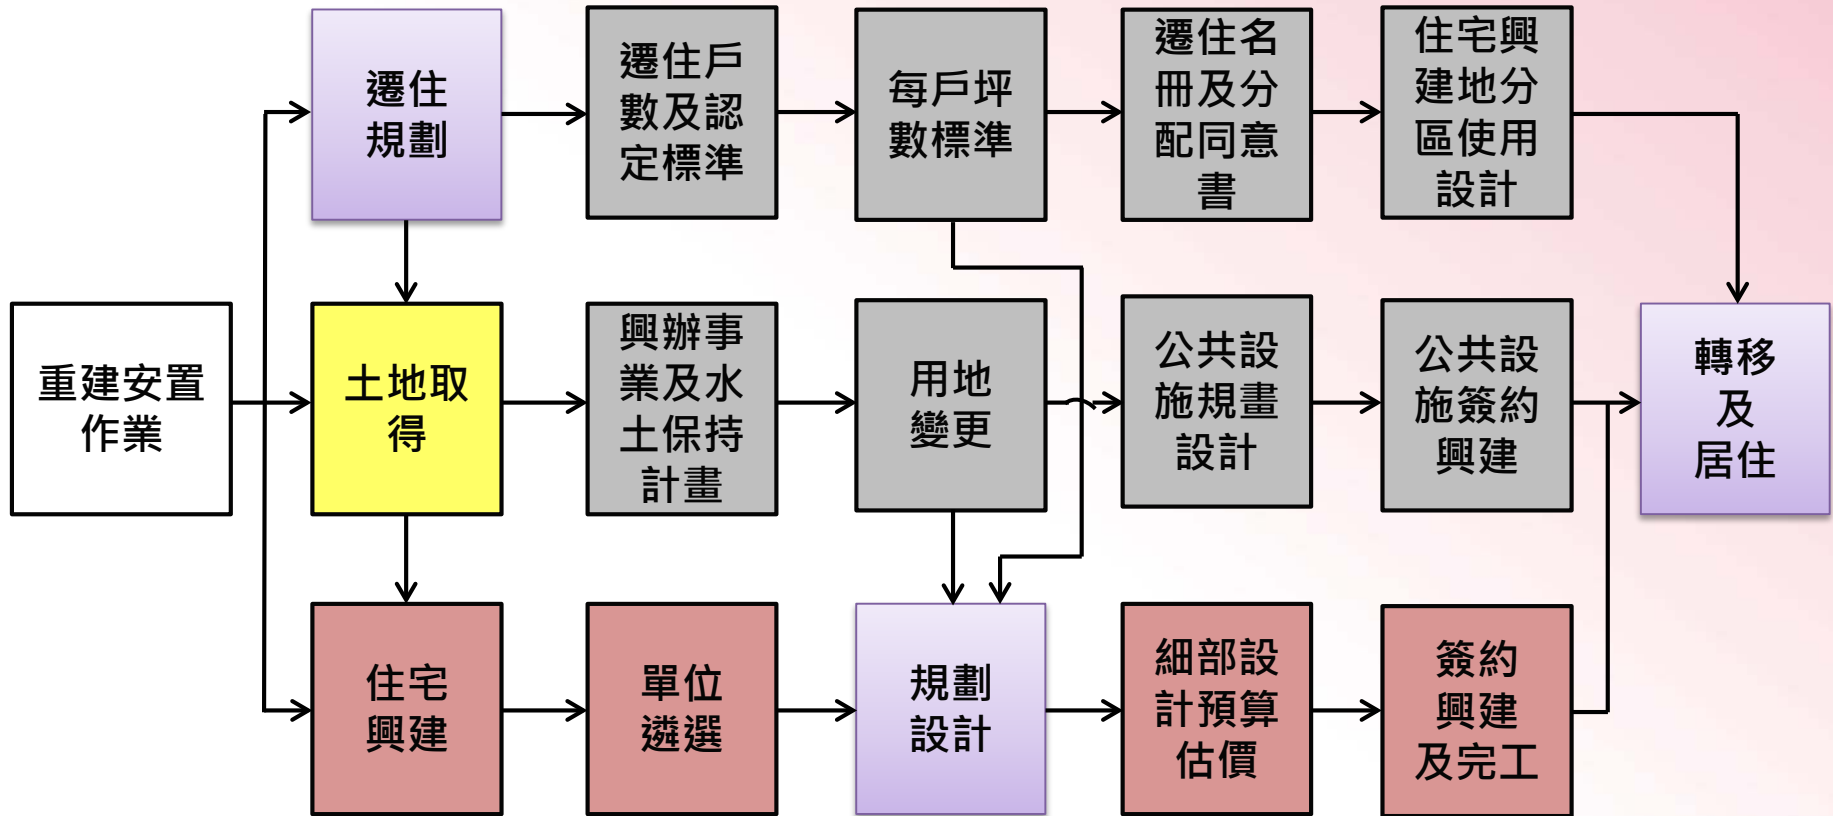 遷住
規劃
遷住戶
數及認
定標準
每戶坪
數標準
遷住名
冊及分
配同意
書
住宅興
建地分
區使用
設計
重建安置
作業
土地取
得
興辦事
業及水
土保持
計畫
用地
變更
公共設
施規畫
設計
公共設
施簽約
興建
轉移
及
居住
住宅
興建
單位
遴選
規劃
設計
細部設
計預算
估價
簽約
興建
及完工